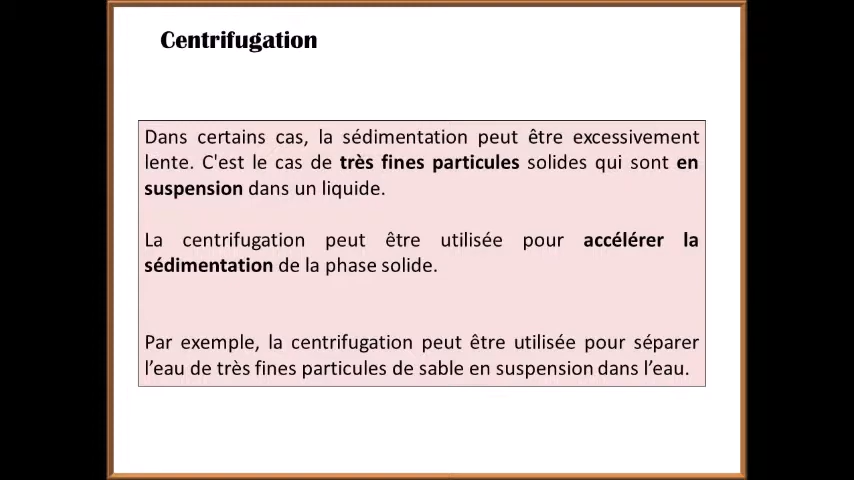 Centrifugation
Dans certains cas, la sédimentation peut être excessivement
lente. C'est le cas de très fines particules solides qui sont en
suspension dans un liquide.
La centrifugation peut être utilisée pour accélérer la
sédimentation de la phase solide.
Par exemple, la centrifugation peut être utilisée pour séparer
l’eau de très fines particules de sable en suspension dans l’eau.